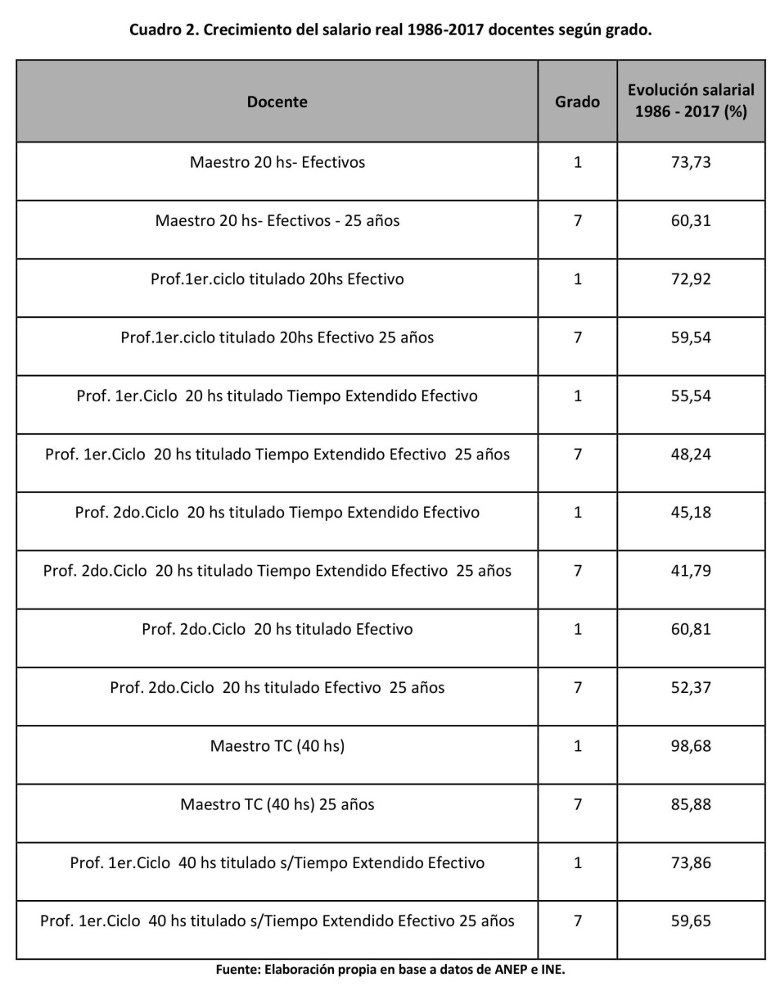 Cuadro 2. Crecimiento del salario real 1986-2017 docentes según grado.
Docente Grado Evolución salarial
1986 - 2017 (%)
Maestro 20 hs- Efectivos 1 73,73
Maestro 20 hs- Efectivos - 25 años 7 60,31
Prof.1er.ciclo titulado 20hs Efectivo 1 72,92
Prof.1er.ciclo titulado 20hs Efectivo 25 años 7 59,54
Prof. 1er.Ciclo 20 hs titulado Tiempo Extendido Efectivo 1 55,54
Prof. 1er.Ciclo 20 hs titulado Tiempo Extendido Efectivo 25 años 7 48,24
Prof. 2do.Ciclo 20 hs titulado Tiempo Extendido Efectivo 1 45,18
Prof. 2do.Ciclo 20 hs titulado Tiempo Extendido Efectivo 25 años 7 41,79
Prof. 2do.Ciclo 20 hs titulado Efectivo 1 60,81
Prof. 2do.Ciclo 20 hs titulado Efectivo 25 años 7 52,37
Maestro TC (40 hs) 1 98,68
Maestro TC (40 hs) 25 años 7 85,88
Prof. 1er.Ciclo 40 hs titulado s/Tiempo Extendido Efectivo 1 73,86
Prof. 1er.Ciclo 40 hs titulado s/Tiempo Extendido Efectivo 25 años 7 59,65
Fuente: Elaboración propia en base a datos de ANEP e INE.